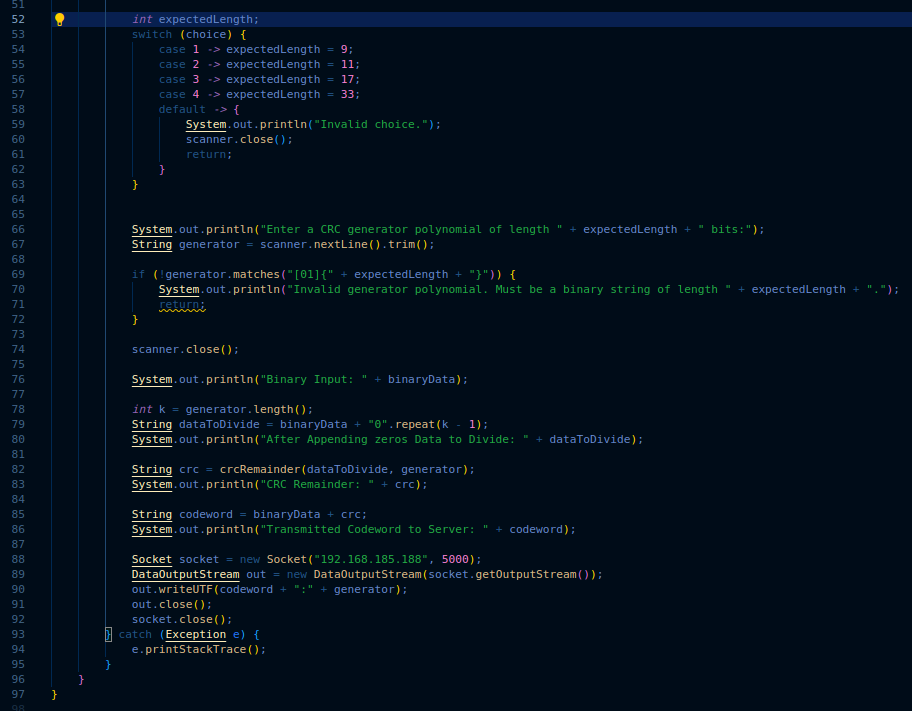 51
52 int expectedLength;
53 switch (choice) {
54 case 1 -> expectedLength = 9;
55 case 2 -> expectedLength = 11;
56 case 3 -> expectedLength = 17;
57 case 4 -> expectedLength = 33;
58 default -> {
59 System.out.println("Invalid choice.");
60 scanner.close();
61 return;
62 }
63 }
64
65
66 System.out.println("Enter a CRC generator polynomial of length " + expectedLength + " bits:");
67 String generator = scanner.nextLine().trim();
68
69 if (!generator.matches("[01]{" + expectedLength + "}")) {
70 System.out.println("Invalid generator polynomial. Must be a binary string of length " + expectedLength + ".");
71 return;
72 }
73
74 scanner.close();
75
76 System.out.println("Binary Input: " + binaryData);
77
78 int k = generator.length();
79 String dataToDivide = binaryData + "0".repeat(k - 1);
80 System.out.println("After Appending zeros Data to Divide: " + dataToDivide);
81
82 String crc = crcRemainder(dataToDivide, generator);
83 System.out.println("CRC Remainder: " + crc);
84
85 String codeword = binaryData + crc;
86 System.out.println("Transmitted Codeword to Server: " + codeword);
87
88 Socket socket = new Socket("192.168.185.188", 5000);
89 DataOutputStream out = new DataOutputStream(socket.getOutputStream());
90 out.writeUTF(codeword + ":" + generator);
91 out.close();
92 socket.close();
93 } catch (Exception e) {
94 e.printStackTrace();
95 }
96 }
97 }
98